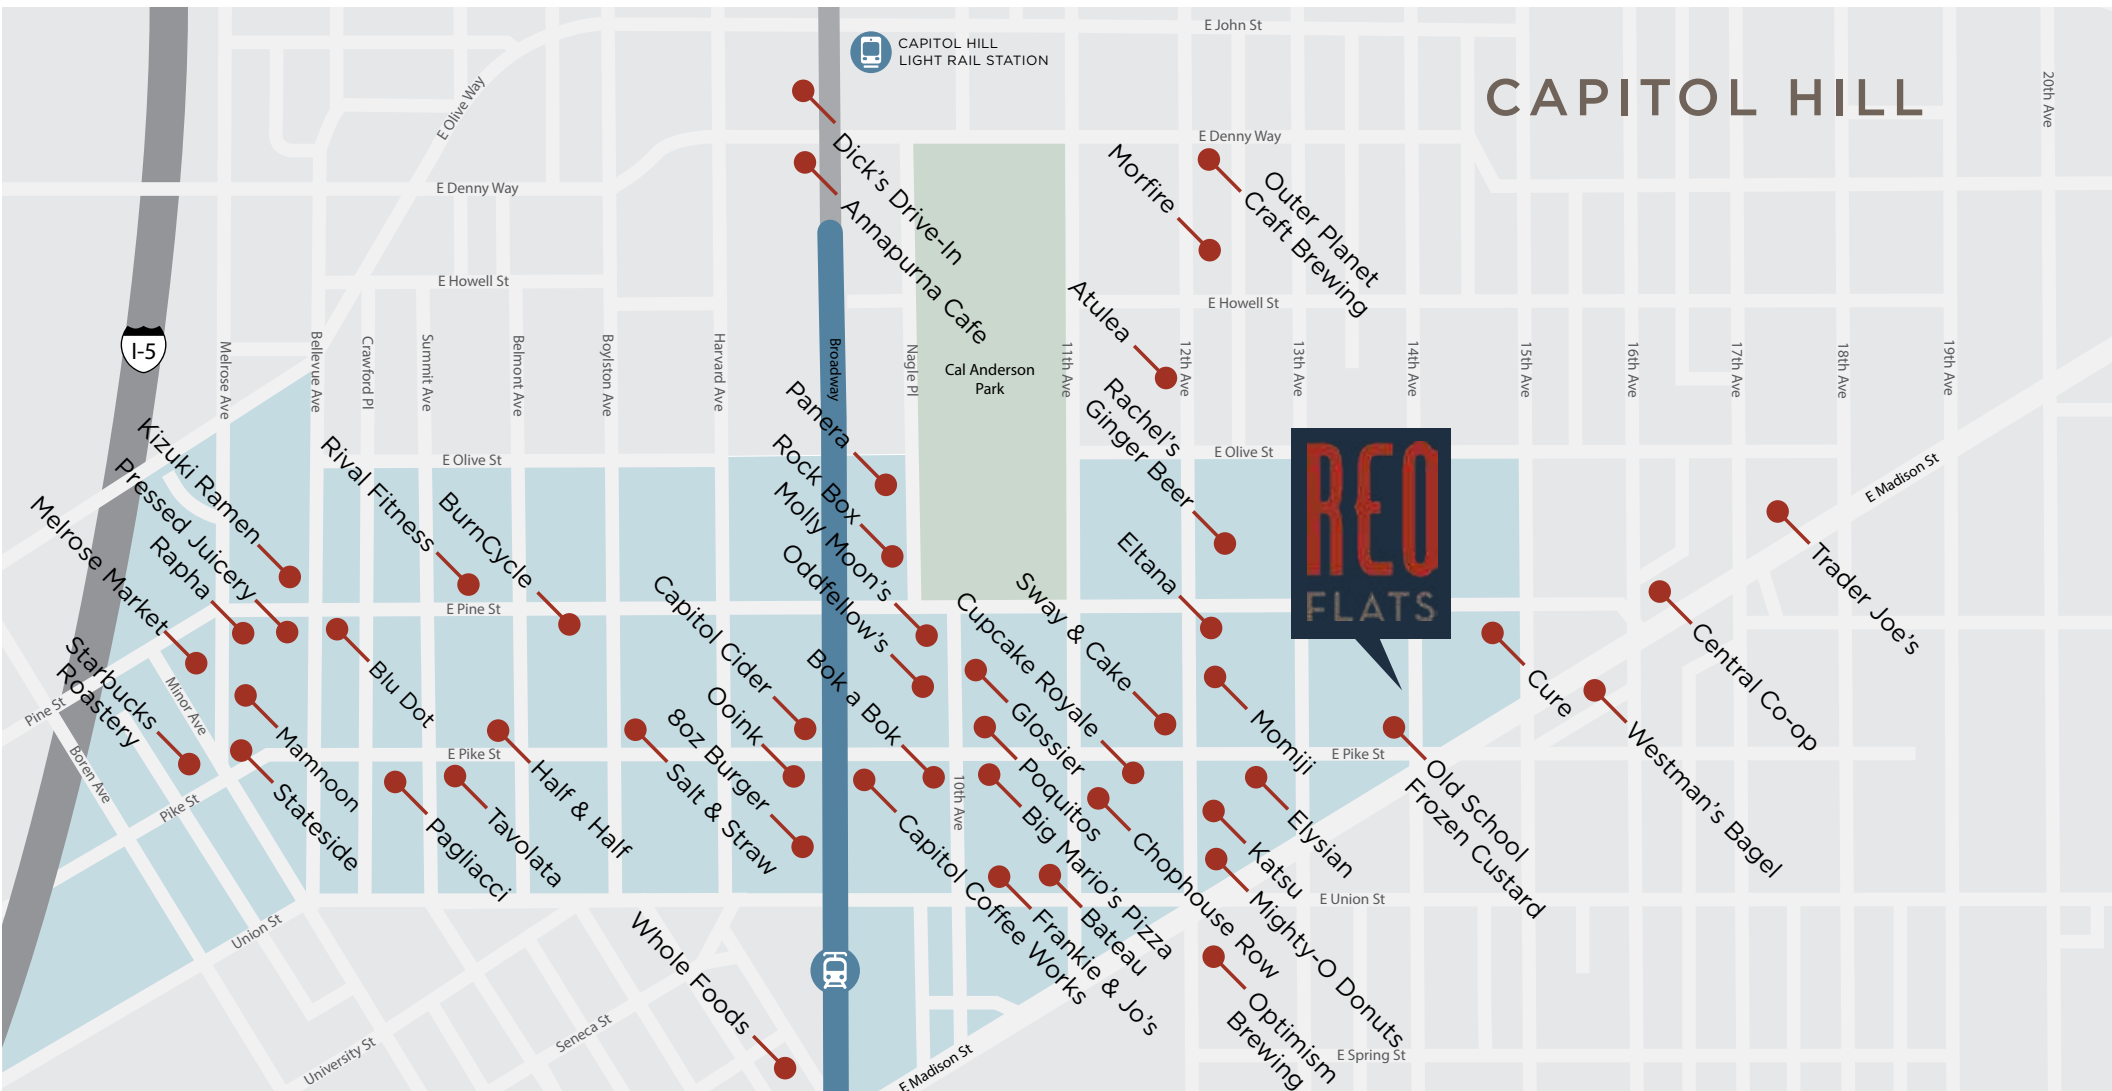 E John St
CAPITOL HILL
LIGHT RAIL STATION
CAPITOL HILL
20th Ave
E Olive Way
E Denny Way
Dick's Drive-In
Morfire
Outer Planet
Craft Brewing
E Denny Way
Annapurna Cafe
E Howell St
E Howell St
Atulea
I-5
Melrose Ave
Bellevue Ave
Crawford Pl
Summit Ave
Belmont Ave
Boylston Ave
Harvard Ave
Broadway
Nagle Pl
Cal Anderson
Park
11th Ave
12th Ave
13th Ave
14th Ave
15th Ave
16th Ave
17th Ave
18th Ave
19th Ave
Panera
Rachel's
Ginger Beer
Kizuki Ramen
Rival Fitness
E Olive St
Rock Box
E Olive St
REO
FLATS
E Madison St
Pressed Juicery
BurnCycle
Molly Moon's
Melrose Market
Rapha
Oddfellow's
Eltana
Trader Joe's
E Pine St
Capitol Cider
Cupcake Royale
Sway & Cake
Central Co-op
Starbucks
Roastery
Minor Ave
Blu Dot
Bok a Bok
Cure
Pine St
Ooink
Glossier
Momiji
Westman's Bagel
Boren Ave
Mamnoon
E Pike St
8oz Burger
E Pike St
Pike St
Stateside
Half & Half
Salt & Straw
Poquitos
Old School
Frozen Custard
Pagliacci
Tavolata
10th Ave
Big Mario's Pizza
Elysian
Capitol Coffee Works
Chophouse Row
Katsu
E Union St
Union St
Whole Foods
Frankie & Jo's
Bateau
Mighty-O Donuts
University St
Seneca St
E Madison St
Optimism
Brewing
E Spring St